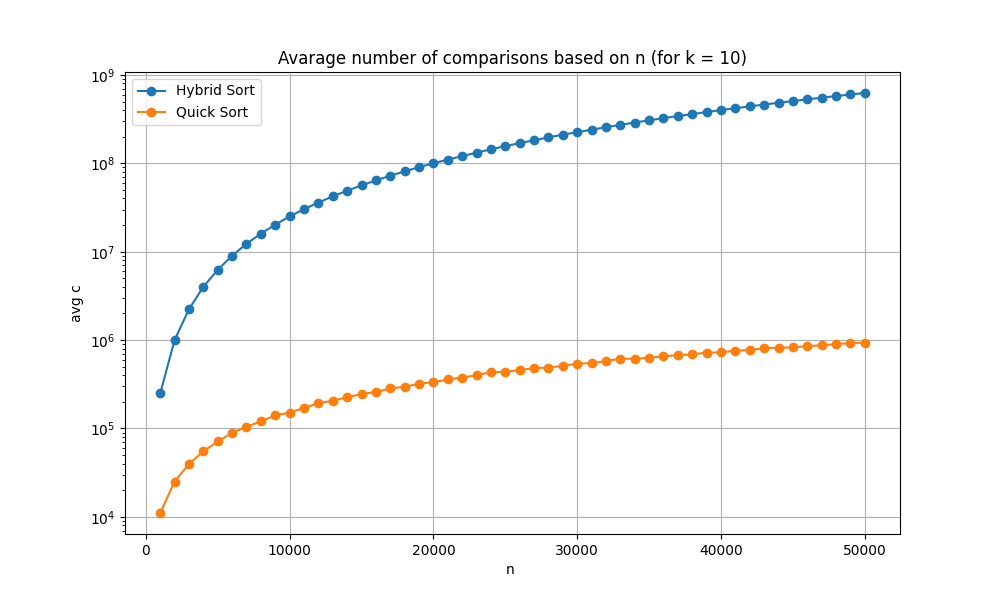 Avarage number of comparisons based on n (for k = 10)
Hybrid Sort
Quick Sort
avg c
10⁹
10⁸
10⁷
10⁶
10⁵
10⁴
0 10000 20000 30000 40000 50000
n